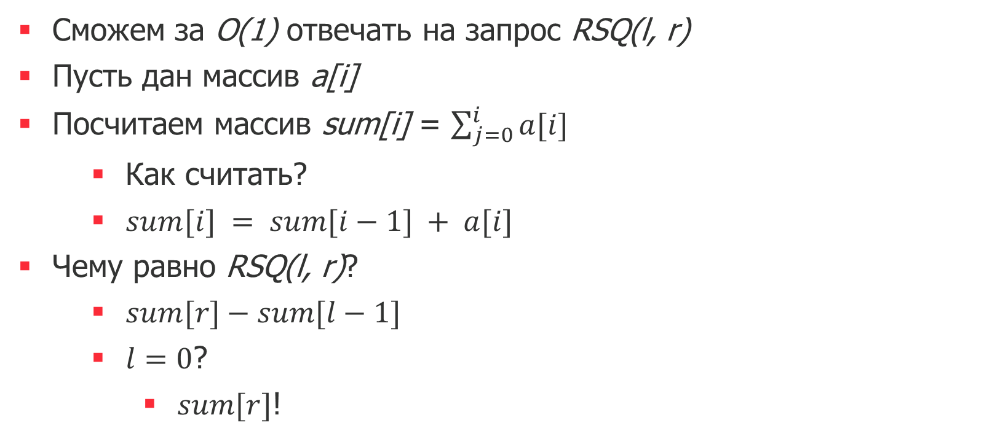 ▪ Сможем за O(1) отвечать на запрос RSQ(l, r)
▪ Пусть дан массив a[i]
▪ Посчитаем массив sum[i] = ∑_{j=0}^{i} a[i]
▪ Как считать?
▪ sum[i] = sum[i − 1] + a[i]
▪ Чему равно RSQ(l, r)?
▪ sum[r] − sum[l − 1]
▪ l = 0?
▪ sum[r]!